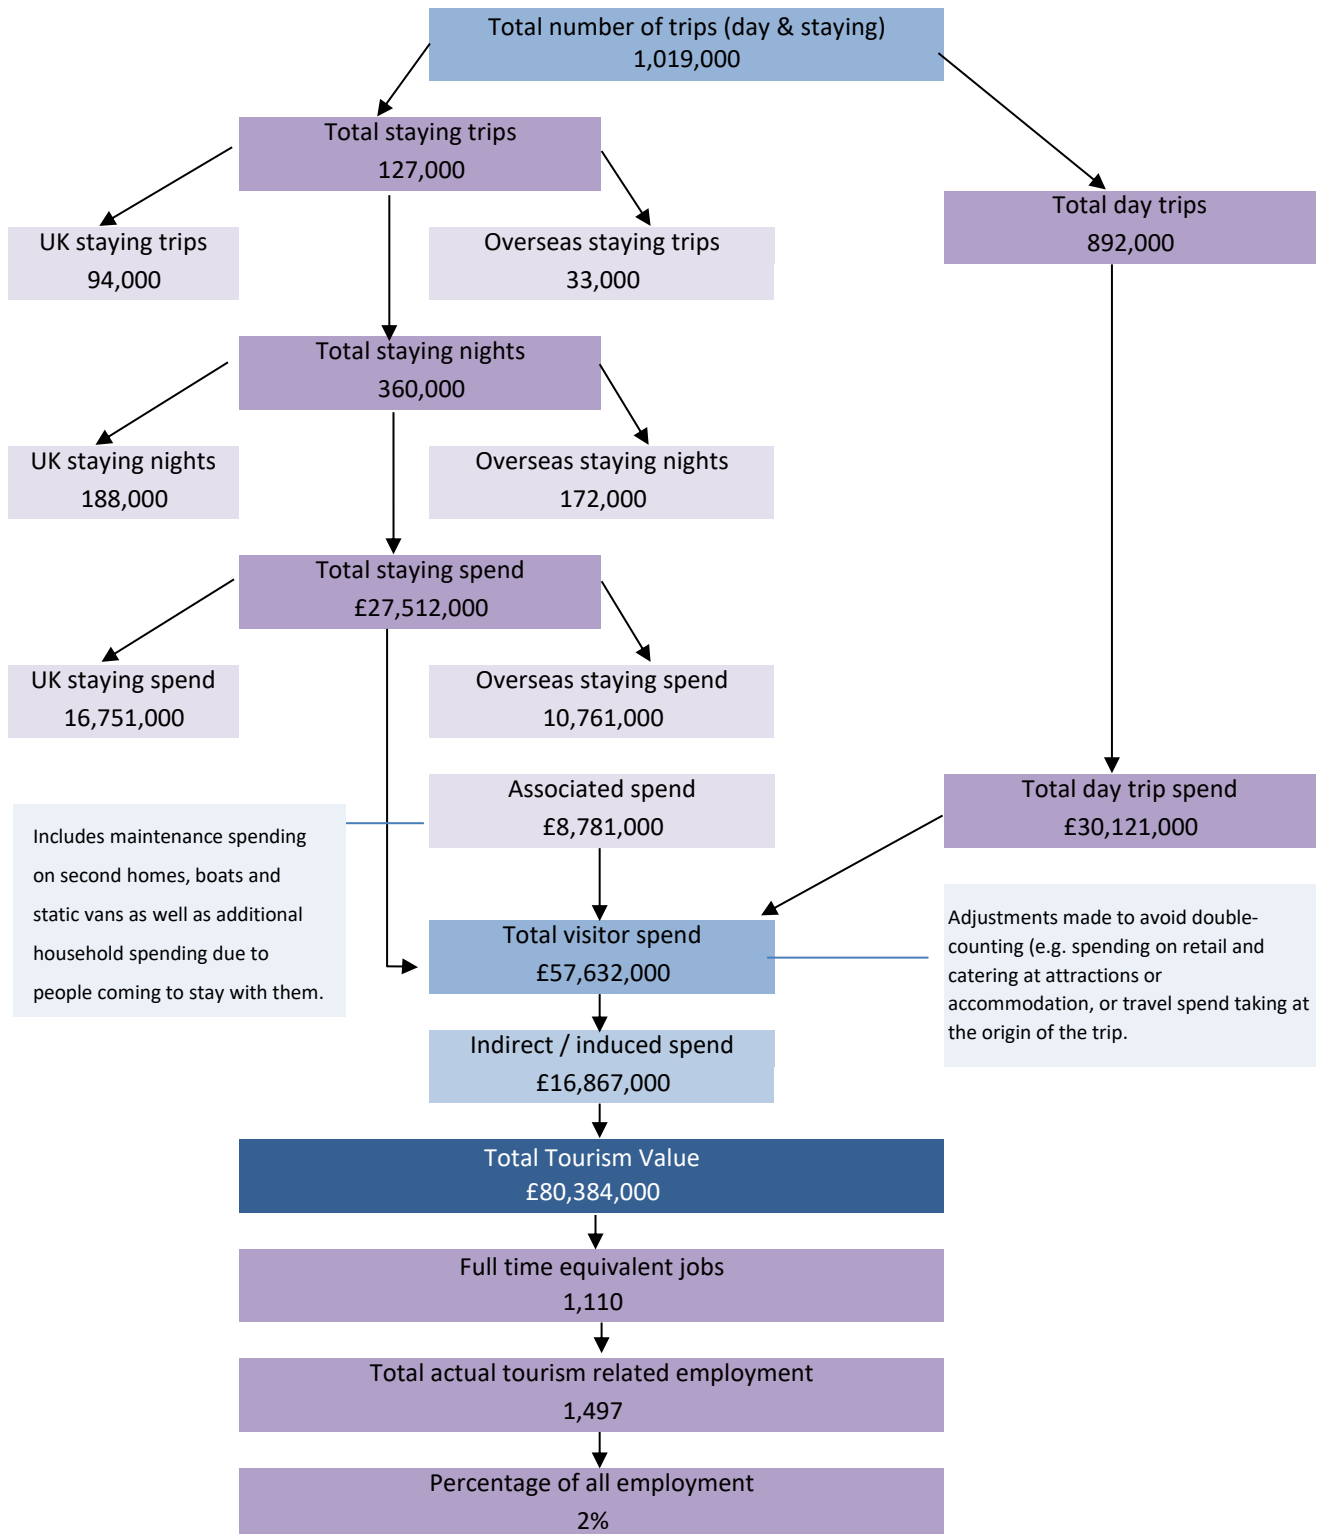 Total number of trips (day & staying)
1,019,000
Total staying trips
127,000
Total day trips
892,000
UK staying trips
94,000
Overseas staying trips
33,000
Total staying nights
360,000
UK staying nights
188,000
Overseas staying nights
172,000
Total staying spend
£27,512,000
UK staying spend
16,751,000
Overseas staying spend
10,761,000
Associated spend
£8,781,000
Total day trip spend
£30,121,000
Includes maintenance spending
on second homes, boats and
static vans as well as additional
household spending due to
people coming to stay with them.
Total visitor spend
£57,632,000
Adjustments made to avoid double-
counting (e.g. spending on retail and
catering at attractions or
accommodation, or travel spend taking at
the origin of the trip.
Indirect / induced spend
£16,867,000
Total Tourism Value
£80,384,000
Full time equivalent jobs
1,110
Total actual tourism related employment
1,497
Percentage of all employment
2%